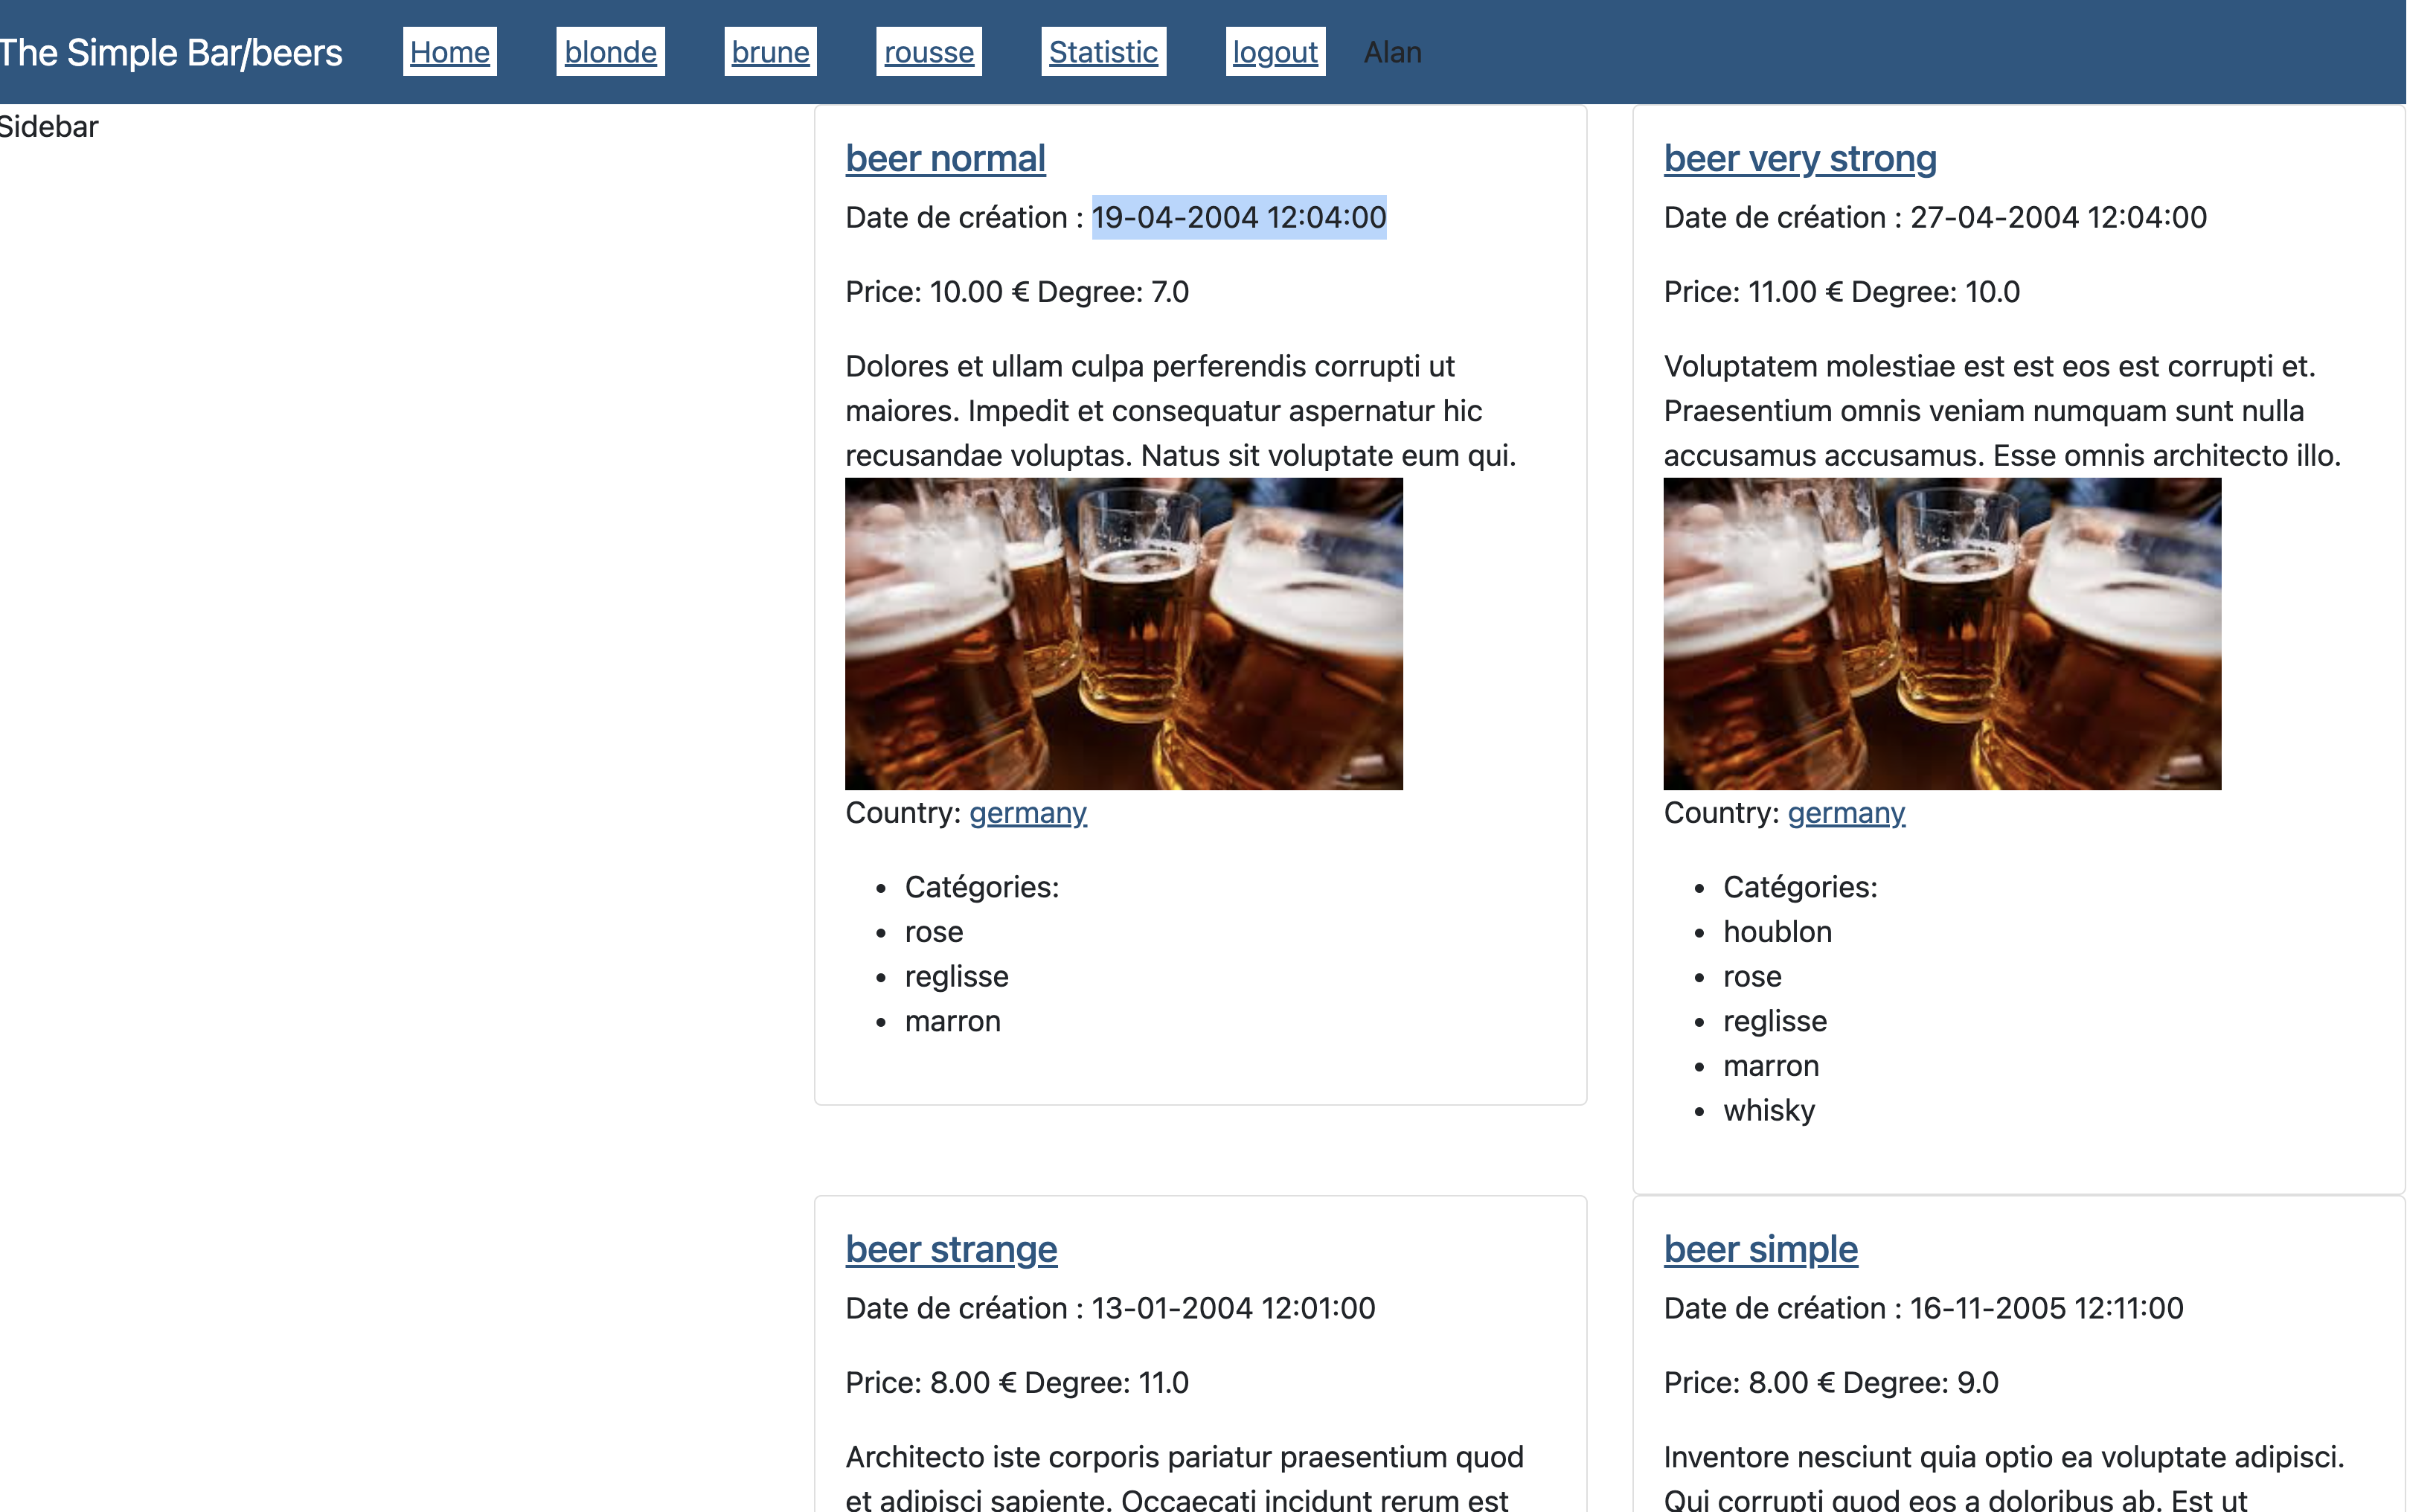 The Simple Bar/beers Home blonde brune rousse Statistic logout Alan
Sidebar
beer normal
Date de création : 19-04-2004 12:04:00
Price: 10.00 € Degree: 7.0
Dolores et ullam culpa perferendis corrupti ut
maiores. Impedit et consequatur aspernatur hic
recusandae voluptas. Natus sit voluptate eum qui.
Country: germany
• Catégories:
• rose
• reglisse
• marron
beer very strong
Date de création : 27-04-2004 12:04:00
Price: 11.00 € Degree: 10.0
Voluptatem molestiae est est eos est corrupti et.
Praesentium omnis veniam numquam sunt nulla
accusamus accusamus. Esse omnis architecto illo.
Country: germany
• Catégories:
• houblon
• rose
• reglisse
• marron
• whisky
beer strange
Date de création : 13-01-2004 12:01:00
Price: 8.00 € Degree: 11.0
Architecto iste corporis pariatur praesentium quod
et adipisci sapiente. Occaecati incidunt rerum est
beer simple
Date de création : 16-11-2005 12:11:00
Price: 8.00 € Degree: 9.0
Inventore nesciunt quia optio ea voluptate adipisci.
Qui corrupti quod eos a doloribus ab. Est ut